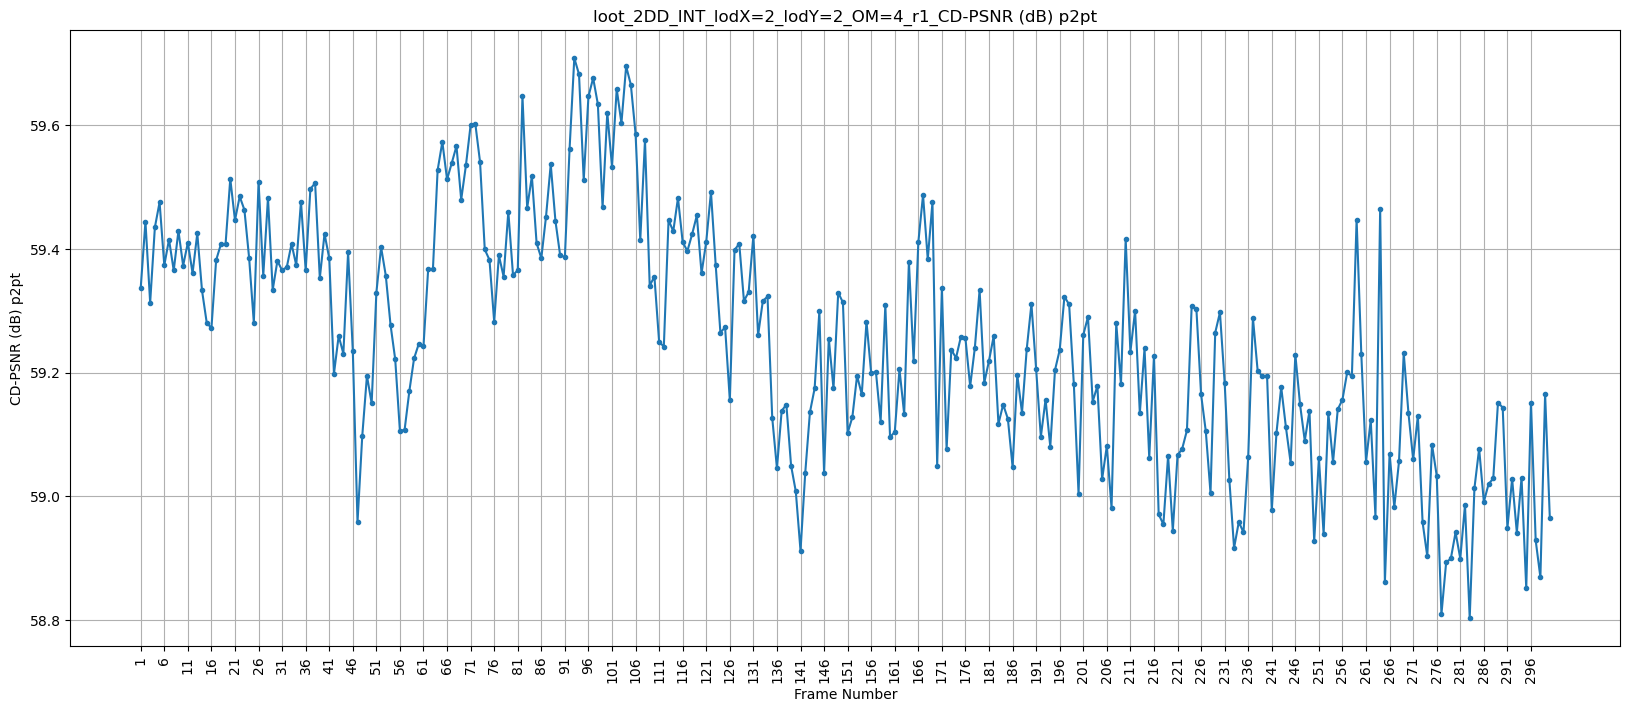 loot_2DD_INT_lodX=2_lodY=2_OM=4_r1_CD-PSNR (dB) p2pt
CD-PSNR (dB) p2pt
59.6
59.4
59.2
59.0
58.8
1 6 11 16 21 26 31 36 41 46 51 56 61 66 71 76 81 86 91 96 101 106 111 116 121 126 131 136 141 146 151 156 161 166 171 176 181 186 191 196 201 206 211 216 221 226 231 236 241 246 251 256 261 266 271 276 281 286 291 296
Frame Number